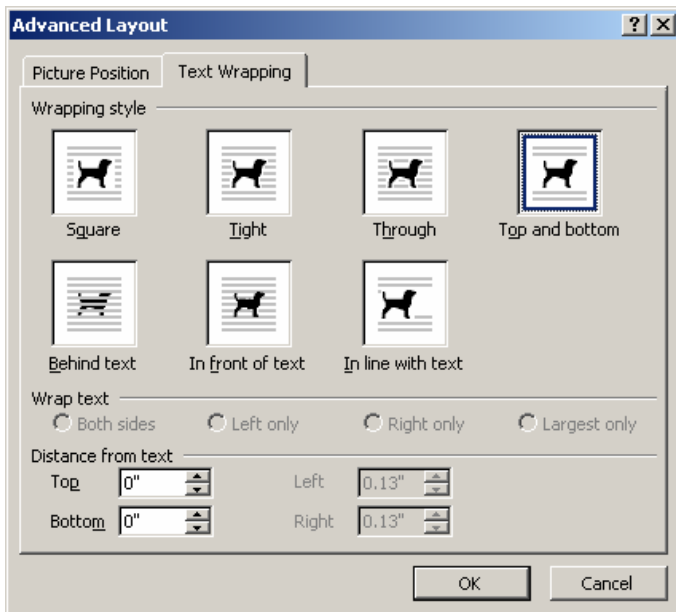 Advanced Layout
Picture Position Text Wrapping
Wrapping style
Square Tight Through Top and bottom
Behind text In front of text In line with text
Wrap text
Both sides Left only Right only Largest only
Distance from text
Top 0" Left 0.13"
Bottom 0" Right 0.13"
OK Cancel